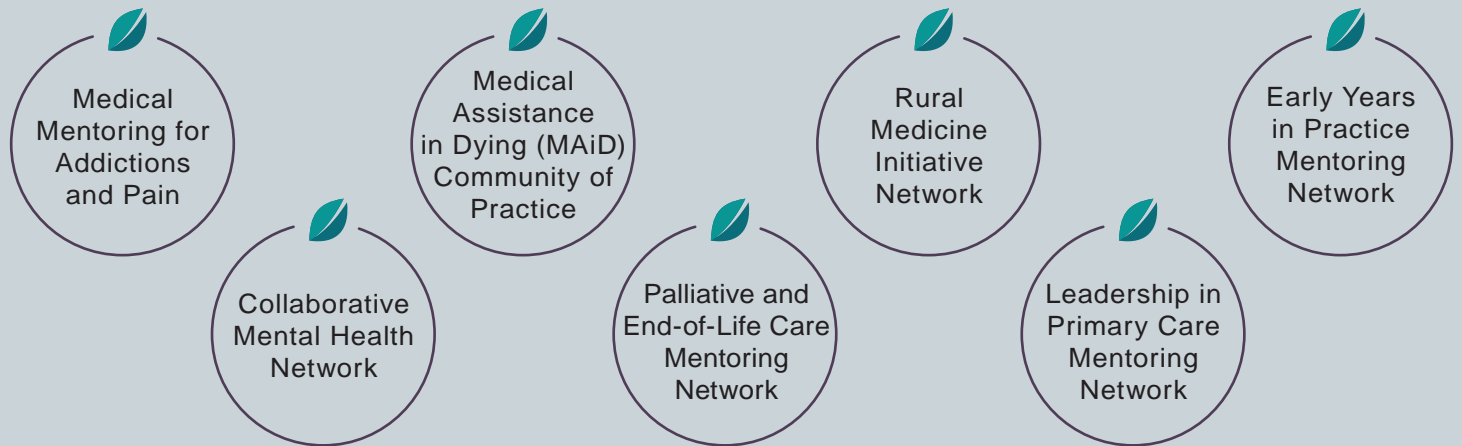 Medical
Mentoring for
Addictions
and Pain
Medical
Assistance
in Dying (MAiD)
Community of
Practice
Rural
Medicine
Initiative
Network
Early Years
in Practice
Mentoring
Network
Collaborative
Mental Health
Network
Palliative and
End-of-Life Care
Mentoring
Network
Leadership in
Primary Care
Mentoring
Network